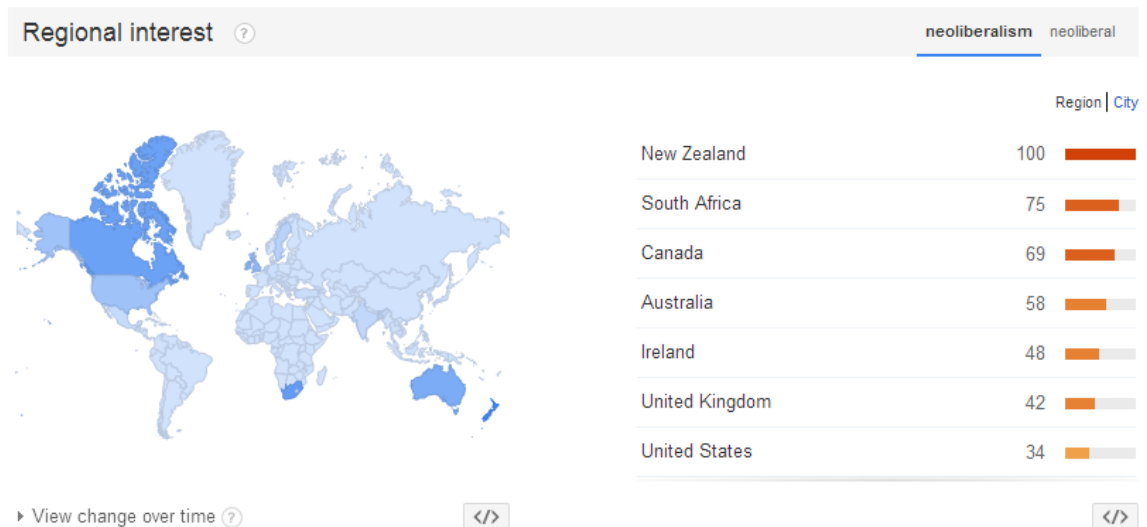 Regional interest ?
neoliberalism neoliberal
Region | City
New Zealand 100
South Africa 75
Canada 69
Australia 58
Ireland 48
United Kingdom 42
United States 34
View change over time ? </> </>